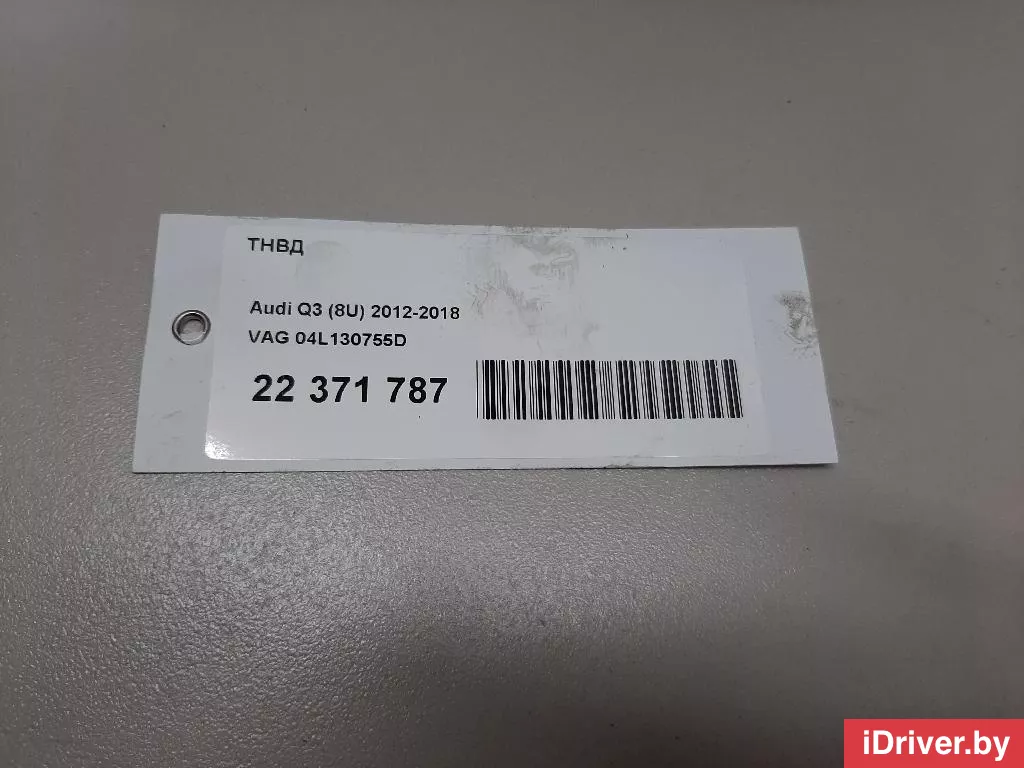 ТНВД
Audi Q3 (8U) 2012-2018
VAG 04L130755D
22 371 787
iDriver.by